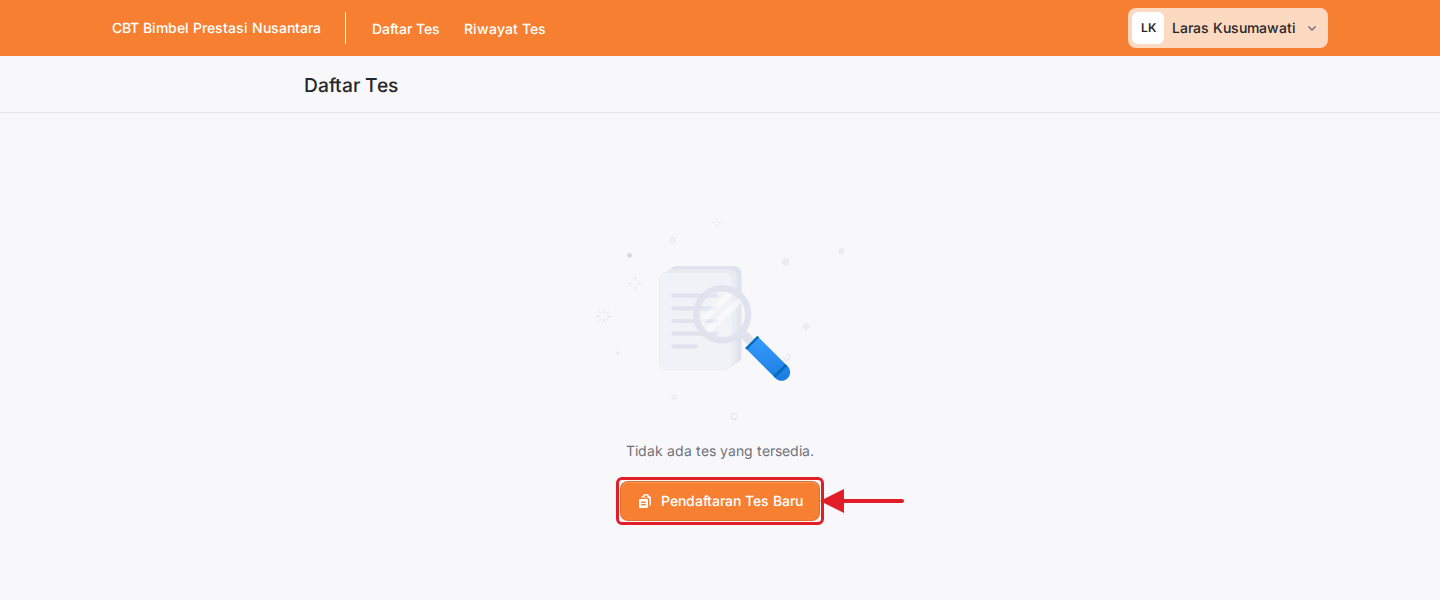 CBT Bimbel Prestasi Nusantara
Daftar Tes
Riwayat Tes
LK
Laras Kusumawati
Daftar Tes
Tidak ada tes yang tersedia.
Pendaftaran Tes Baru